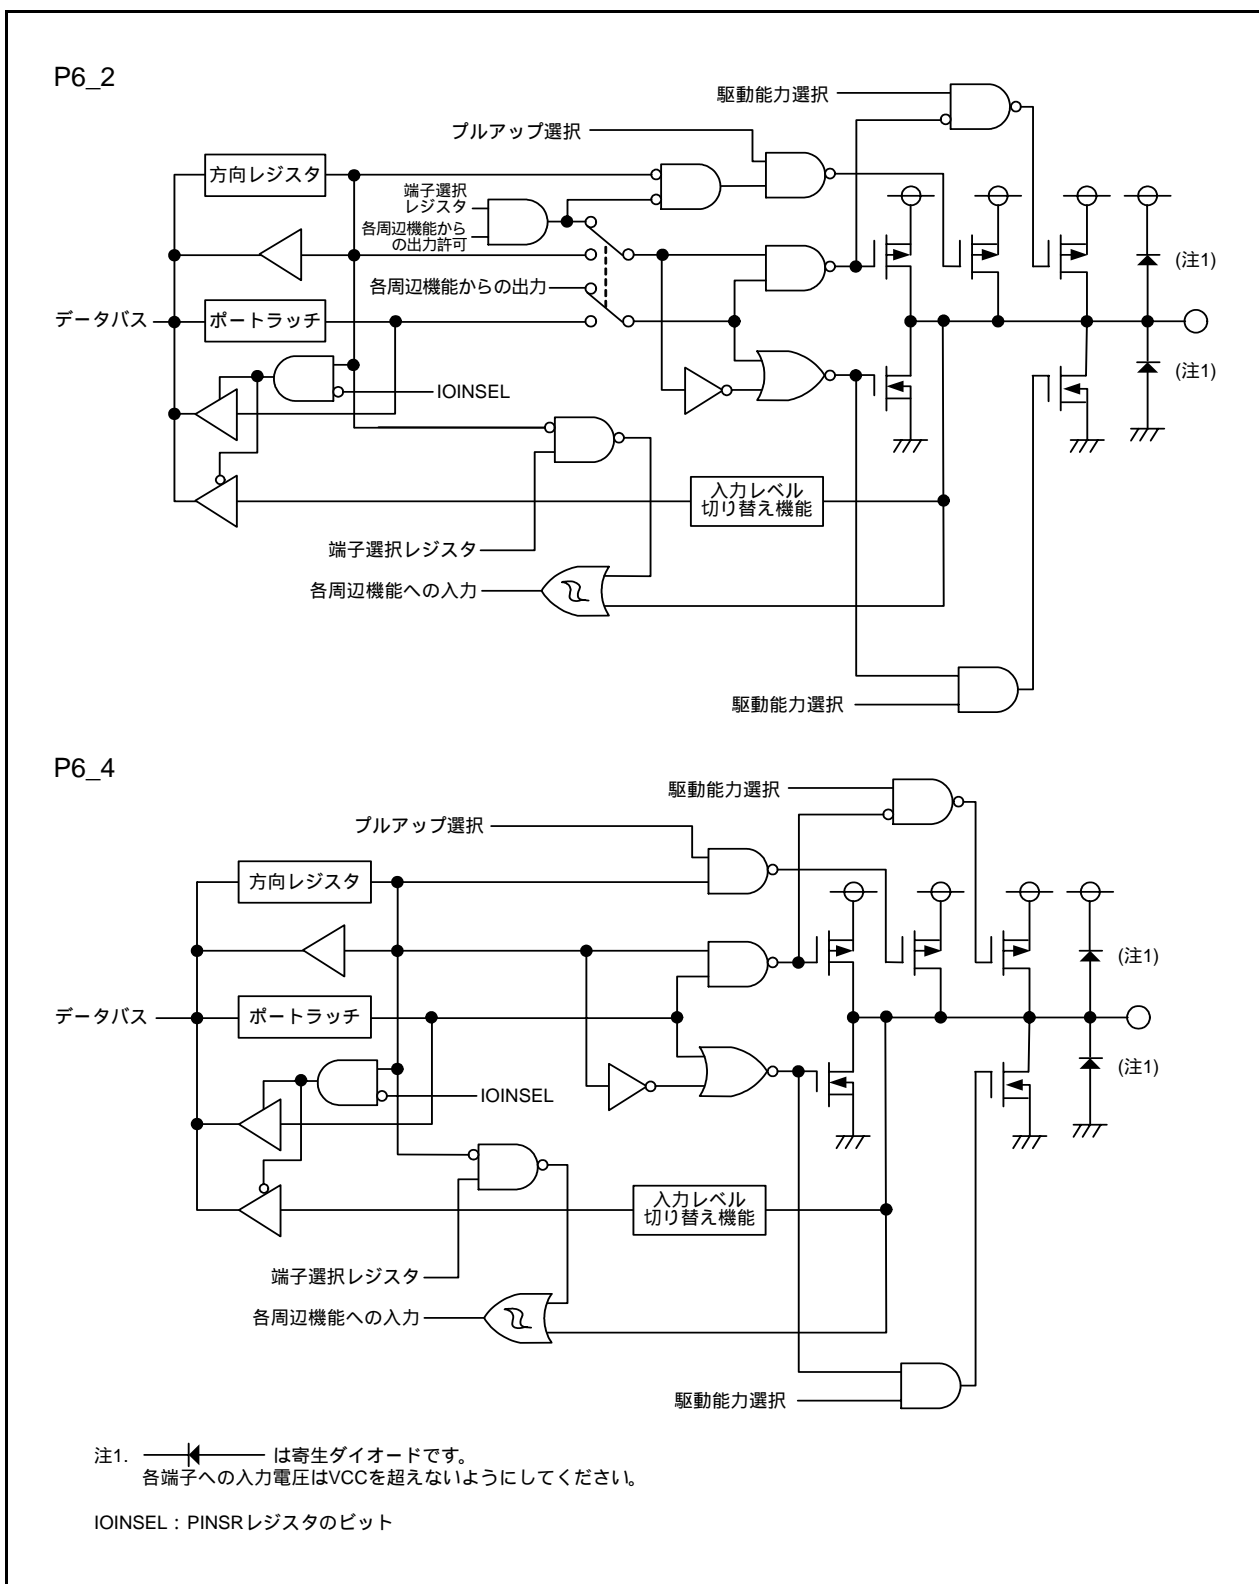 P6_2
駆動能力選択
プルアップ選択
方向レジスタ
端子選択
レジスタ
各周辺機能から
の出力許可
(注1)
各周辺機能からの出力
データバス
ポートラッチ
(注1)
IOINSEL
入力レベル
切り替え機能
端子選択レジスタ
各周辺機能への入力
駆動能力選択
P6_4
駆動能力選択
プルアップ選択
方向レジスタ
(注1)
データバス
ポートラッチ
(注1)
IOINSEL
入力レベル
切り替え機能
端子選択レジスタ
各周辺機能への入力
駆動能力選択
注1. は寄生ダイオードです。
各端子への入力電圧はVCCを超えないようにしてください。
IOINSEL : PINSRレジスタのビット